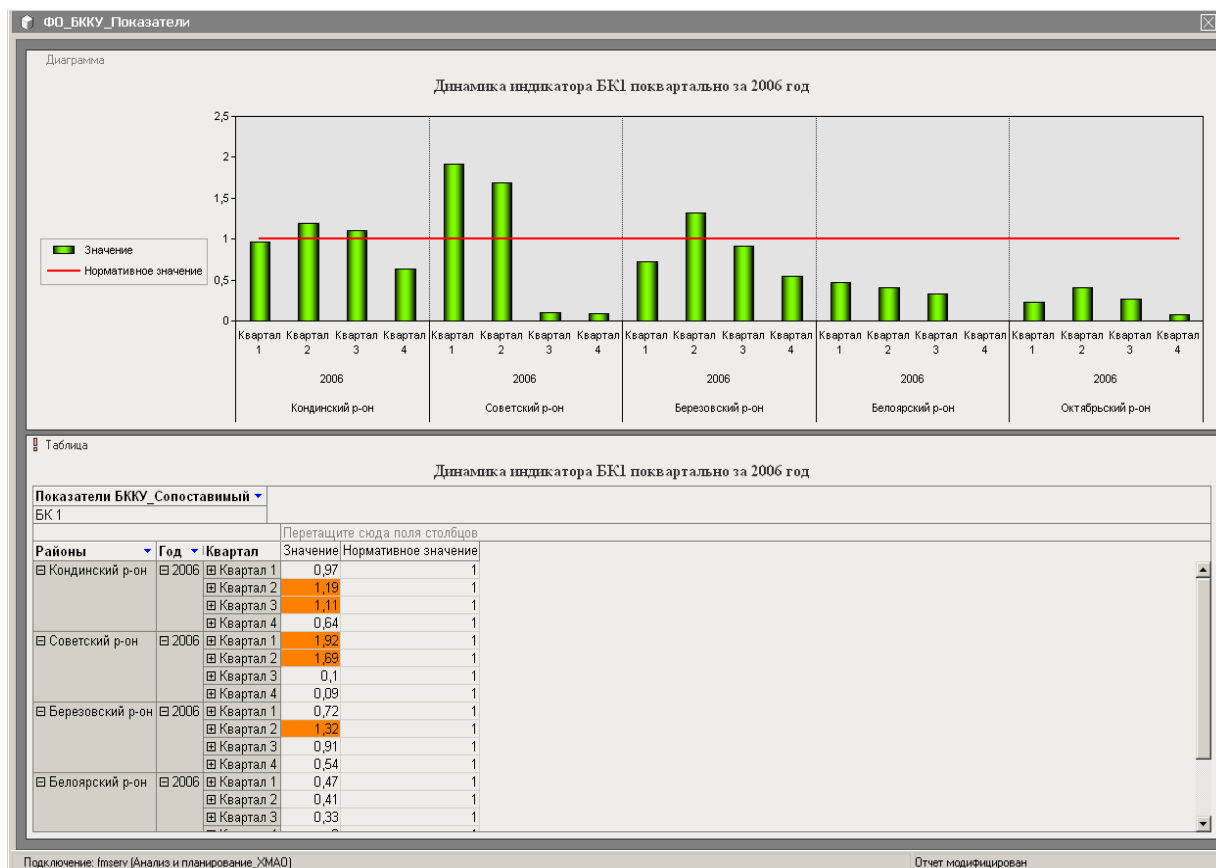 ФО_БККУ_Показатели
Диаграмма
Динамика индикатора БК1 поквартально за 2006 год
2,5
2
1,5
1
0,5
0
Значение
Нормативное значение
Квартал 1 Квартал 2 Квартал 3 Квартал 4 Квартал 1 Квартал 2 Квартал 3 Квартал 4 Квартал 1 Квартал 2 Квартал 3 Квартал 4 Квартал 1 Квартал 2 Квартал 3 Квартал 4 Квартал 1 Квартал 2 Квартал 3 Квартал 4
2006 2006 2006 2006 2006
Кондинский р-он Советский р-он Березовский р-он Белоярский р-он Октябрьский р-он
Таблица
Динамика индикатора БК1 поквартально за 2006 год
Показатели БККУ_Сопоставимый
БК 1
Перетащите сюда поля столбцов
Районы Год Квартал Значение Нормативное значение
Кондинский р-он 2006 Квартал 1 0,97 1
Квартал 2 1,19 1
Квартал 3 1,11 1
Квартал 4 0,64 1
Советский р-он 2006 Квартал 1 1,92 1
Квартал 2 1,69 1
Квартал 3 0,1 1
Квартал 4 0,09 1
Березовский р-он 2006 Квартал 1 0,72 1
Квартал 2 1,32 1
Квартал 3 0,91 1
Квартал 4 0,54 1
Белоярский р-он 2006 Квартал 1 0,47 1
Квартал 2 0,41 1
Квартал 3 0,33 1
Подключение: fmserv (Анализ и планирование_ХМАО) Отчет модифицирован